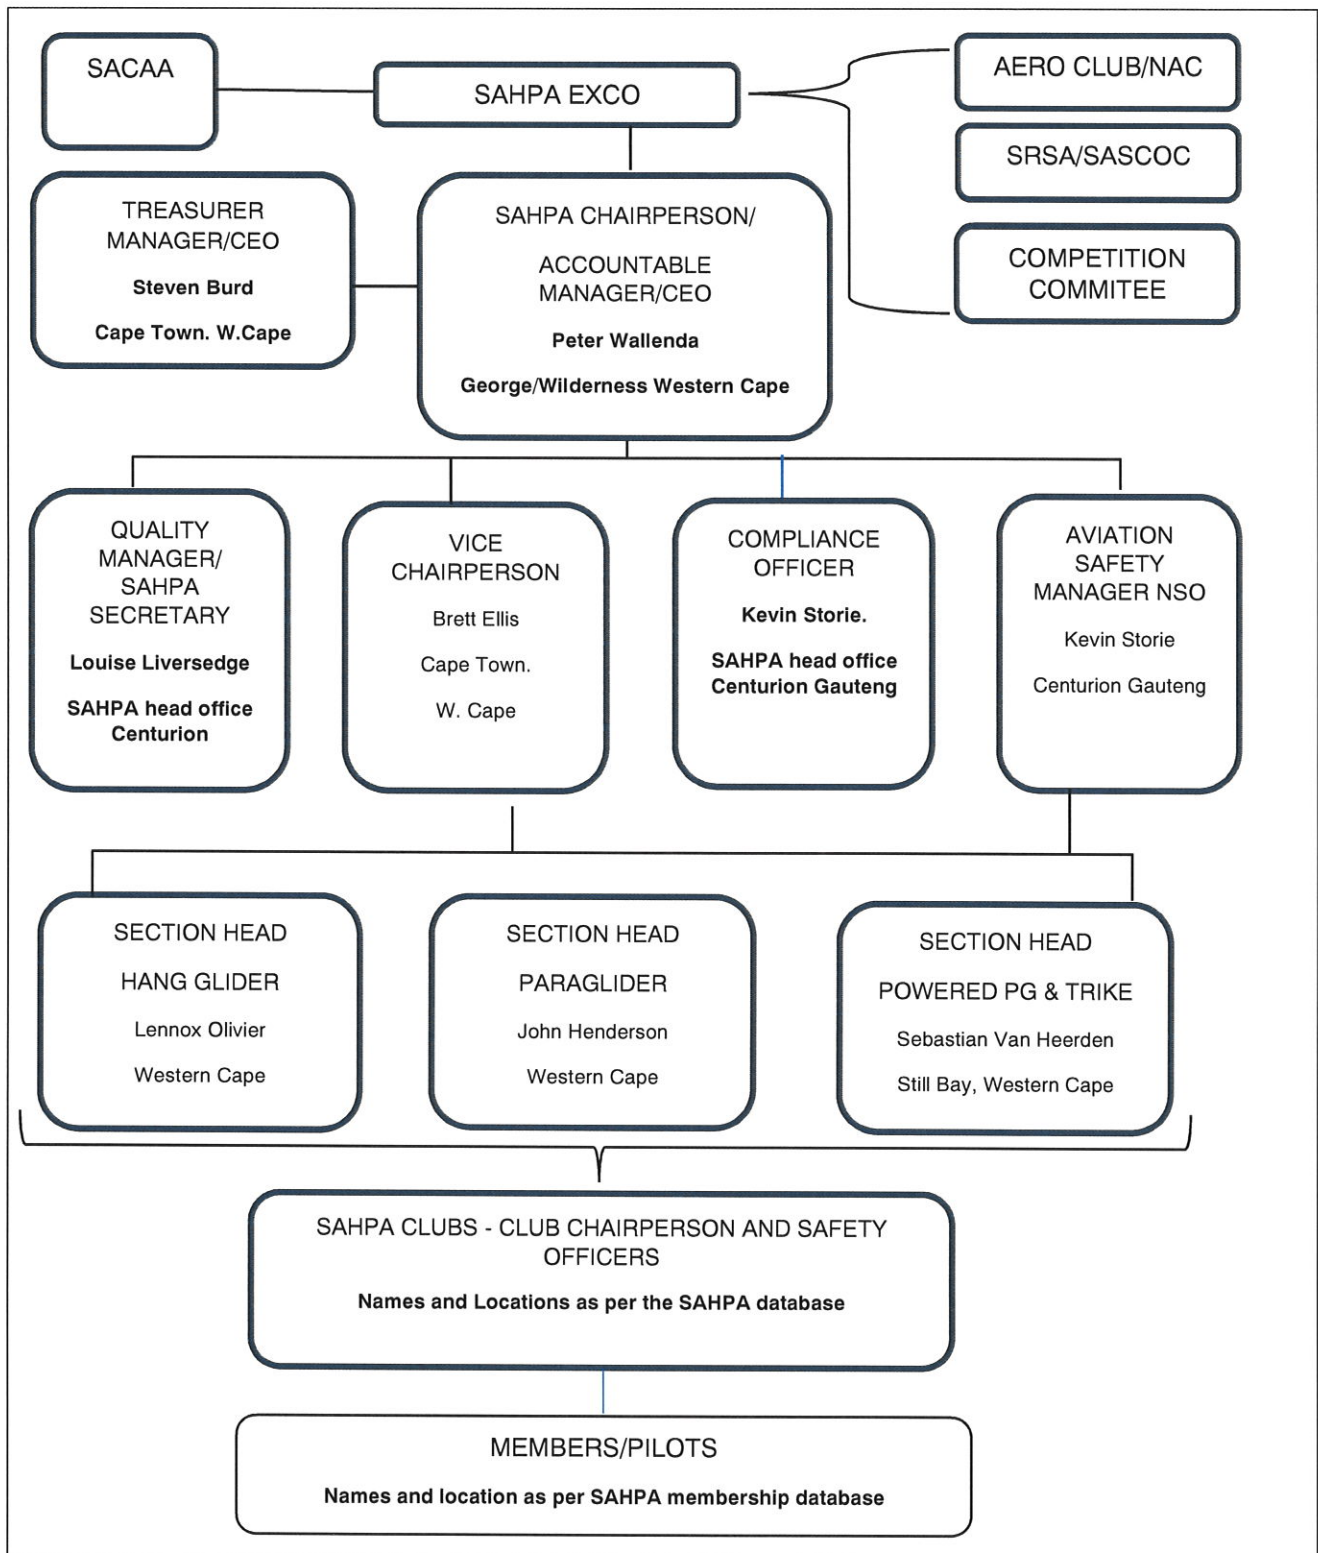 SACAA
SAHPA EXCO
AERO CLUB/NAC
SRSA/SASCOC
COMPETITION
COMMITEE
TREASURER
MANAGER/CEO
Steven Burd
Cape Town. W.Cape
SAHPA CHAIRPERSON/
ACCOUNTABLE
MANAGER/CEO
Peter Wallenda
George/Wilderness Western Cape
QUALITY
MANAGER/
SAHPA
SECRETARY
Louise Liversedge
SAHPA head office
Centurion
VICE
CHAIRPERSON
Brett Ellis
Cape Town.
W. Cape
COMPLIANCE
OFFICER
Kevin Storie.
SAHPA head office
Centurion Gauteng
AVIATION
SAFETY
MANAGER NSO
Kevin Storie
Centurion Gauteng
SECTION HEAD
HANG GLIDER
Lennox Olivier
Western Cape
SECTION HEAD
PARAGLIDER
John Henderson
Western Cape
SECTION HEAD
POWERED PG & TRIKE
Sebastian Van Heerden
Still Bay, Western Cape
SAHPA CLUBS - CLUB CHAIRPERSON AND SAFETY
OFFICERS
Names and Locations as per the SAHPA database
MEMBERS/PILOTS
Names and location as per SAHPA membership database